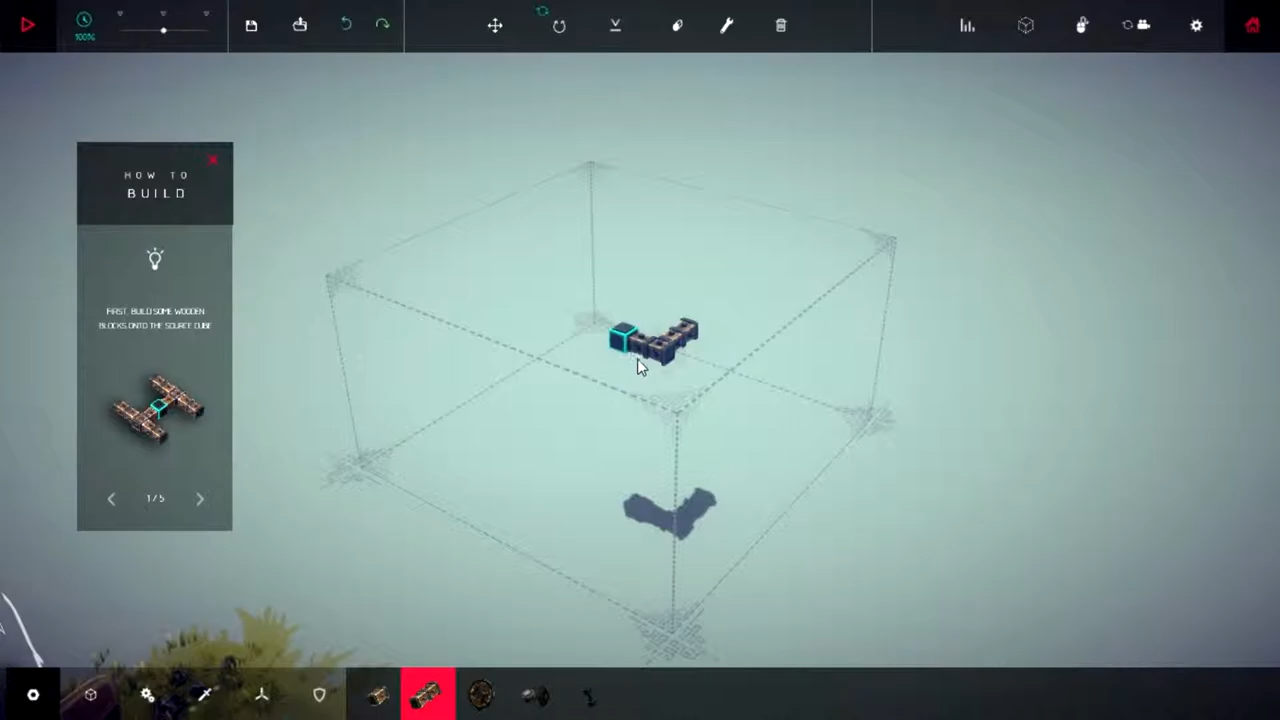 100%
HOW TO
BUILD
FIRST, BUILD SOME WOODEN
BLOCKS ONTO THE SOURCE CUBE
1/5